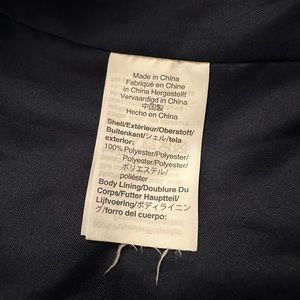 Made in China
Fabriqué en Chine
in China Hergestellt
Vervaardigd in China
中国製
Hecho en China
Shell/Extérieur/Oberstoff/
Buitenkant/シェル/tela
exterior:
100% Polyester/Polyester/
Polyester/Polyester/
ポリエステル/
poliéster
Body Lining/Doublure Du
Corps/Futter Hauptteil/
Lijfvoering/ボディライニン
グ/forro del cuerpo: